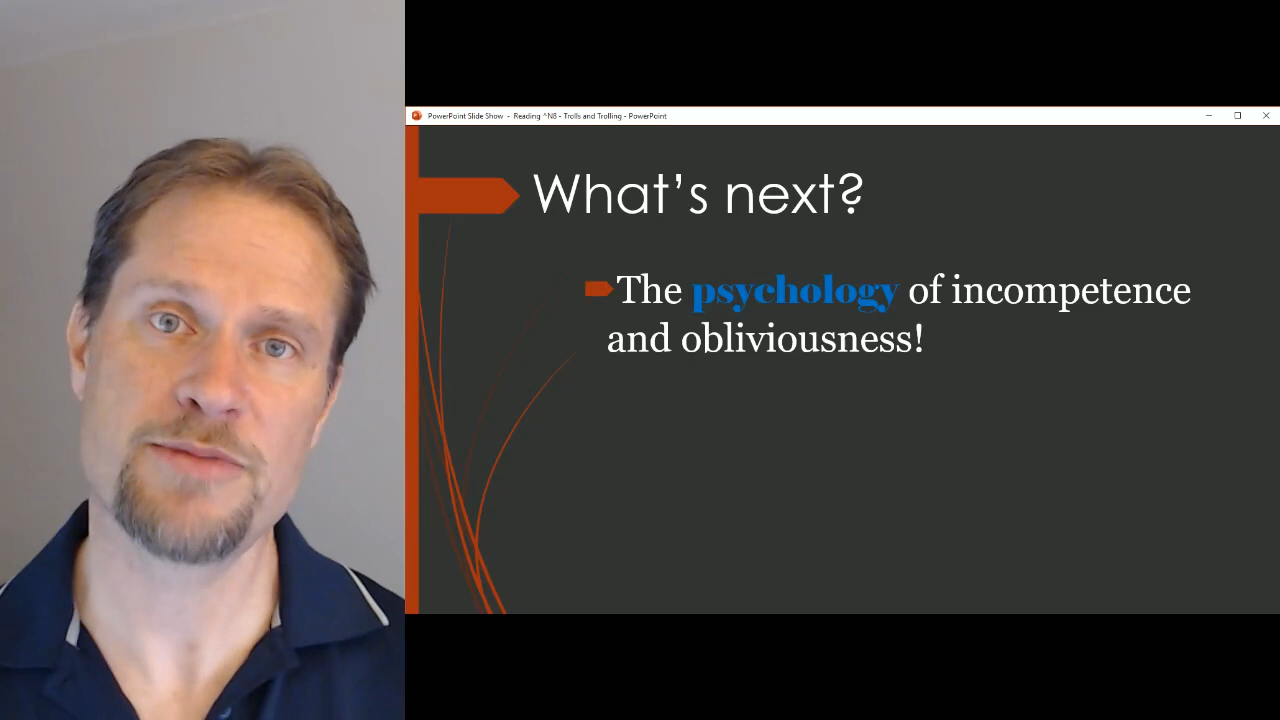 PowerPoint Slide Show - Reading ^N8 - Trolls and Trolling - PowerPoint
What's next?
The psychology of incompetence
and obliviousness!